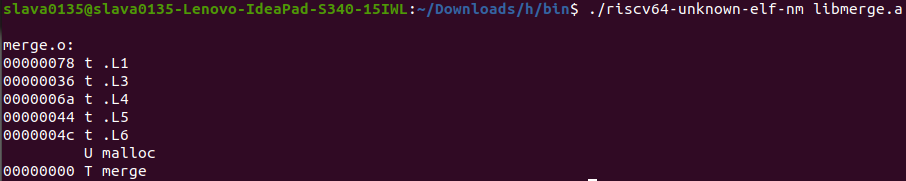 slava0135@slava0135-Lenovo-IdeaPad-S340-15IWL:~/Downloads/h/bin$ ./riscv64-unknown-elf-nm libmerge.a
merge.o:
00000078 t .L1
00000036 t .L3
0000006a t .L4
00000044 t .L5
0000004c t .L6
         U malloc
00000000 T merge